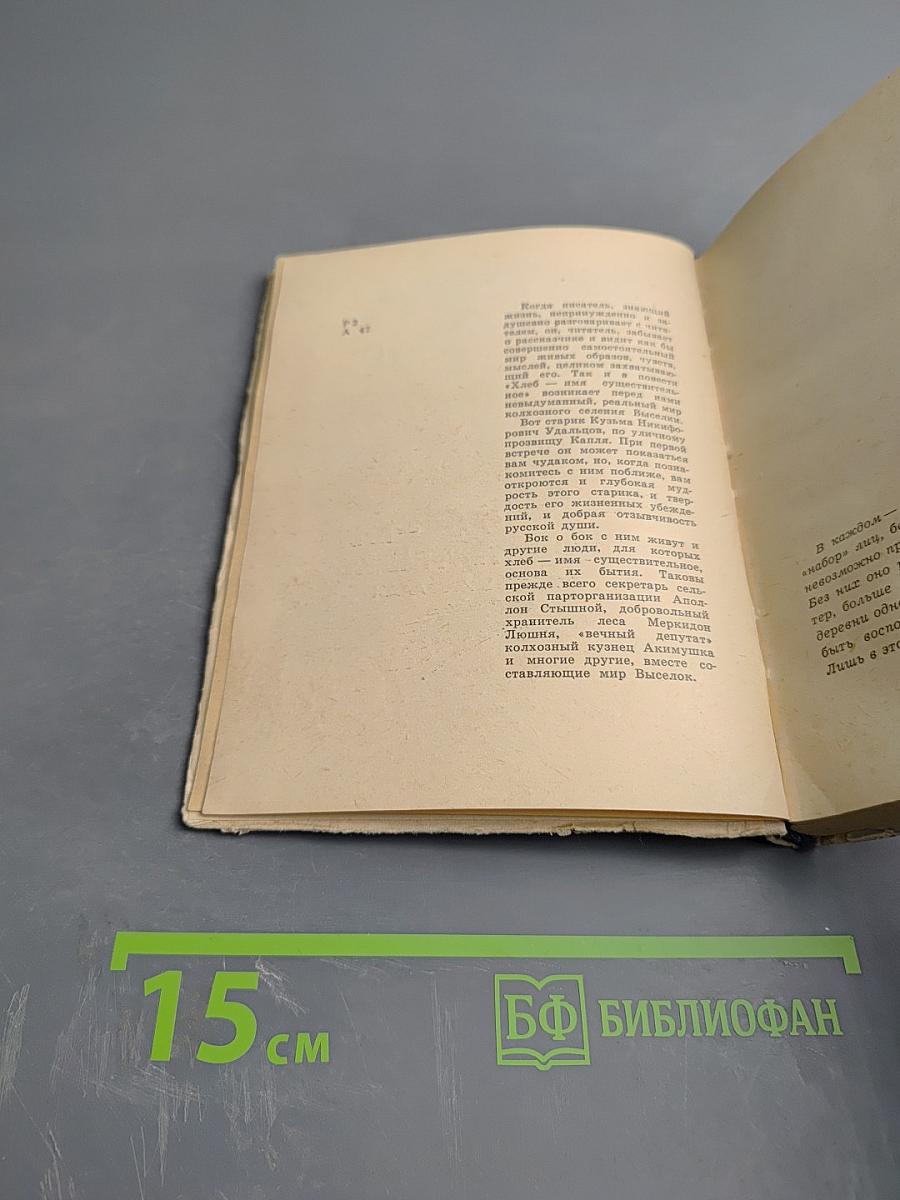 Р2
А 47
Когда писатель, знающий
жизнь, непринужденно и за-
душевно разговаривает с чита-
телем, он, читатель, забывает
о рассказчике и видит как бы
совершенно самостоятельный
мир живых образов, чувств,
мыслей, целиком захватываю-
щий его. Так и в повести
«Хлеб — имя существитель-
ное» возникает перед нами
невыдуманный, реальный мир
колхозного селения Выселки.
Вот старик Кузьма Никифо-
рович Удальцов, по уличному
прозвищу Капля. При первой
встрече он может показаться
вам чудаком, но, когда позна-
комитесь с ним поближе, вам
откроются и глубокая муд-
рость этого старика, и твер-
дость его жизненных убежде-
ний, и добрая отзывчивость
русской души.
Бок о бок с ним живут и
другие люди, для которых
хлеб — имя существительное,
основа их бытия. Таковы
прежде всего секретарь сель-
ской парторганизации Апол-
лон Стышной, добровольный
хранитель леса Меркидон
Люшня, «вечный депутат»
колхозный кузнец Акимушка
и многие другие, вместе со-
ставляющие мир Выселок.
В каждом —
«набор» лиц, бе
невозможно пр
Без них оно
тер, больше
деревни одно
быть воспо
Лишь в это
15 см
БФ БИБЛИОФАН